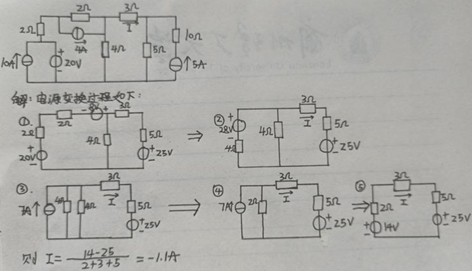 2Ω 3Ω
2Ω I 10Ω
4A 4Ω 5Ω
10A 20V 5A
解：电源变换过程如下：
① 2Ω 8V 3Ω
2Ω 4Ω I 5Ω
20V 25V
② 3Ω
28V 4Ω I 5Ω
4Ω 25V
③ 3Ω
7A 4Ω 4Ω I 5Ω
25V
④ 3Ω
7A 2Ω I 5Ω
25V
⑤ 3Ω
I 5Ω
2Ω
14V 25V
则 I= 14-25 / 2+3+5 = -1.1A